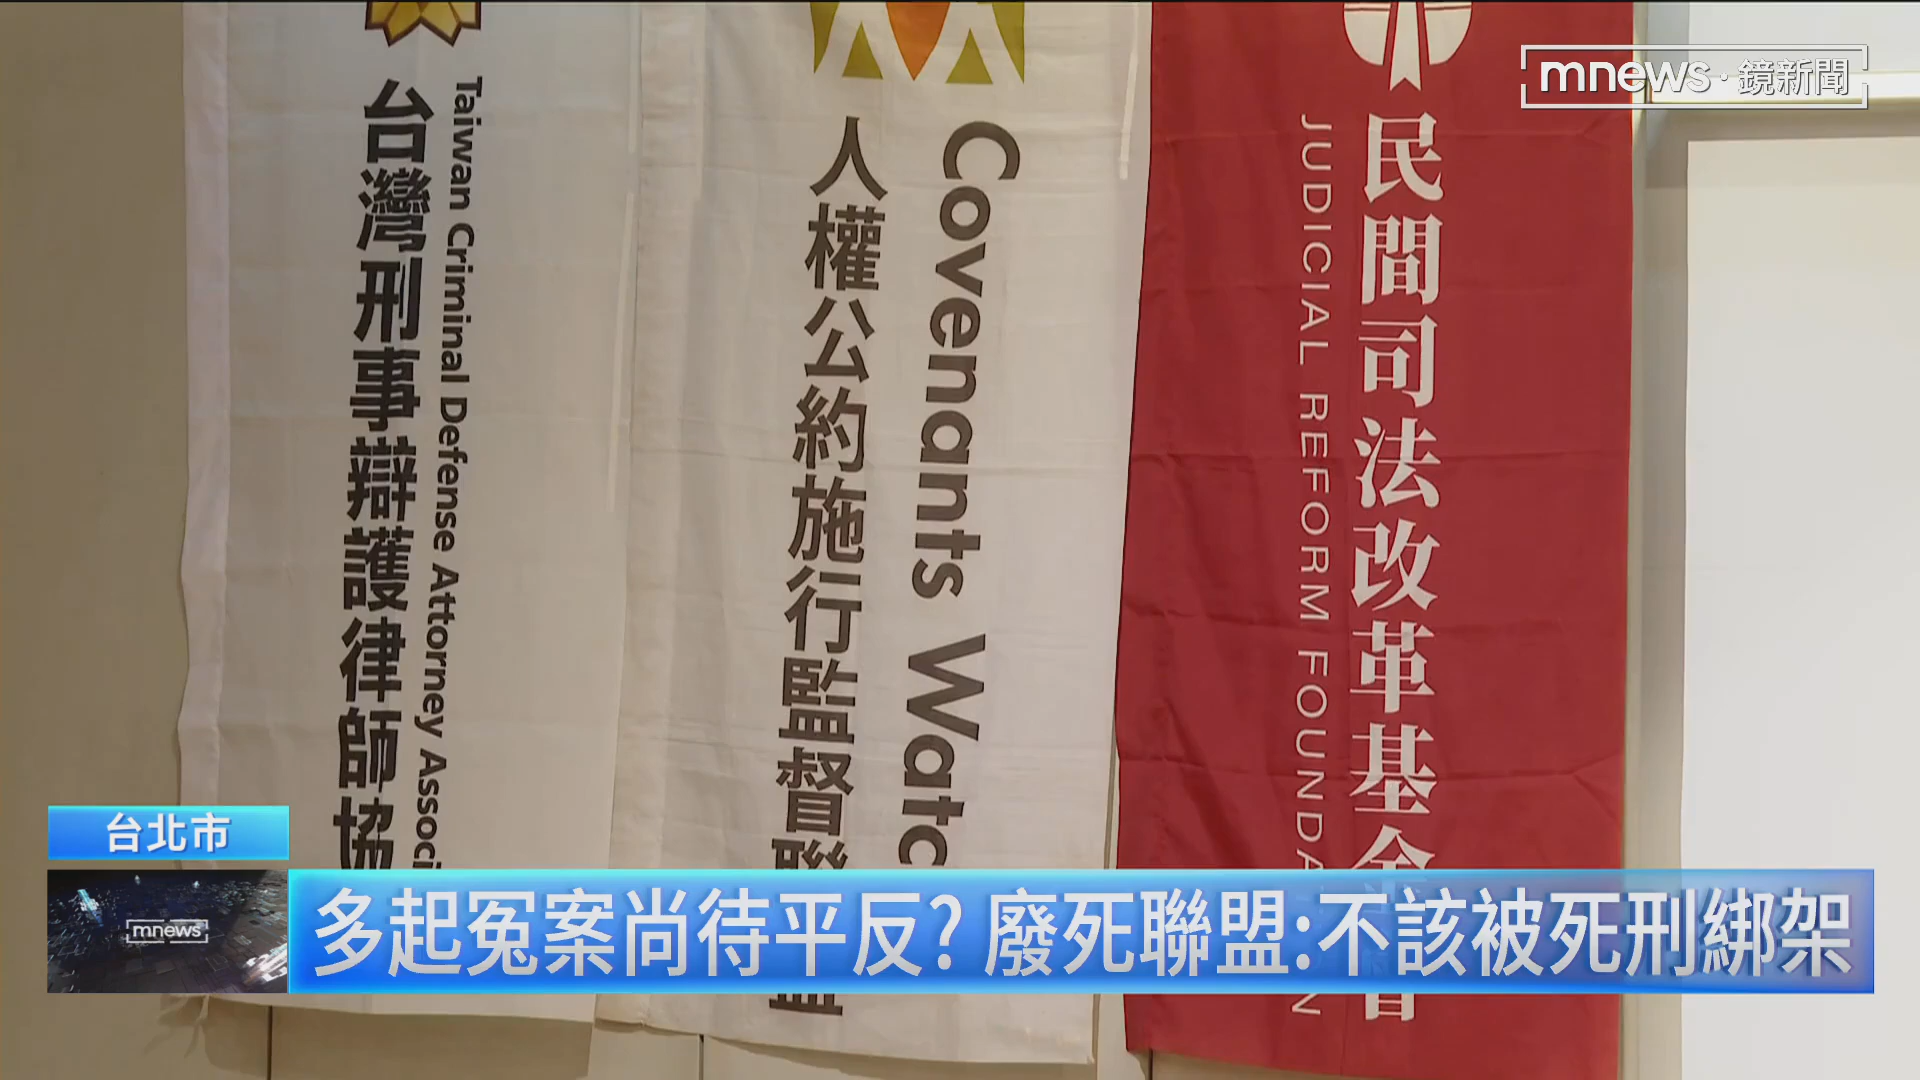 mnews·鏡新聞
台灣刑事辯護律師協
Taiwan Criminal Defense Attorney Associ
人權公約施行監督聯盟
Covenants Watc
民間司法改革基金會
JUDICIAL REFORM FOUNDA N
台北市
mnews
多起冤案尚待平反? 廢死聯盟:不該被死刑綁架